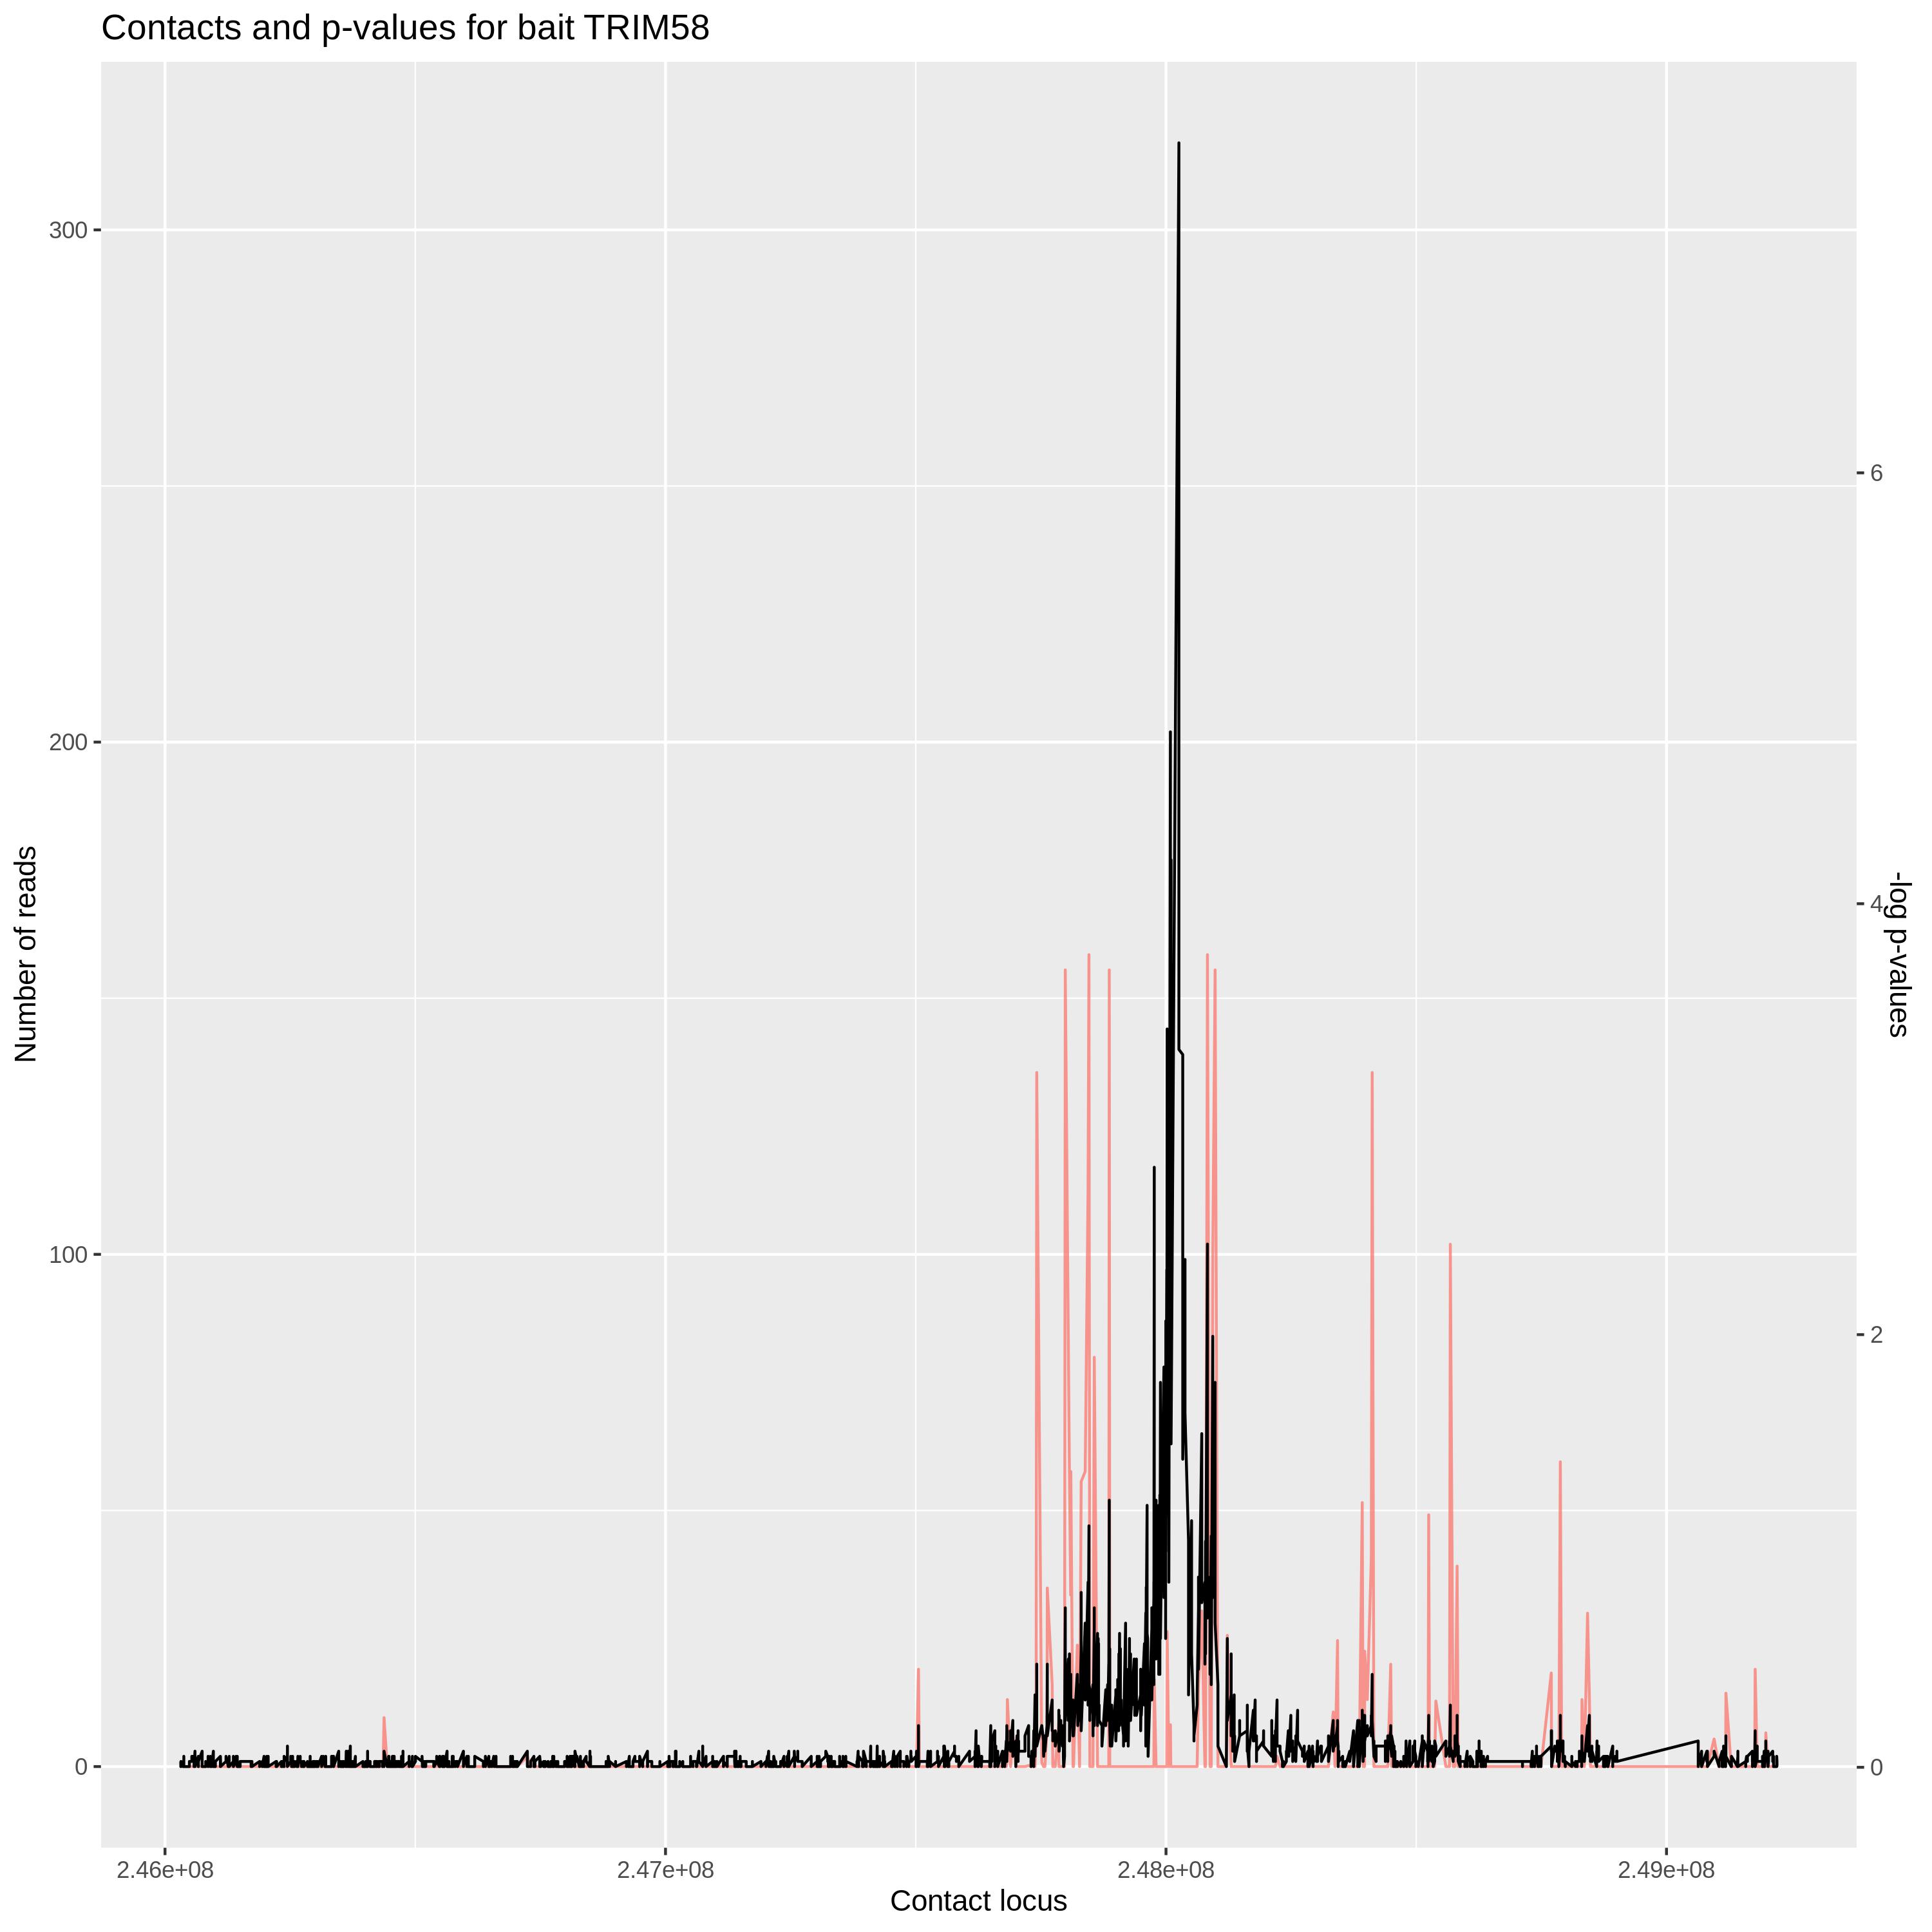 Contacts and p-values for bait TRIM58
Number of reads
300
200
100
0
6
4
2
0
-log p-values
2.46e+08
2.47e+08
2.48e+08
2.49e+08
Contact locus